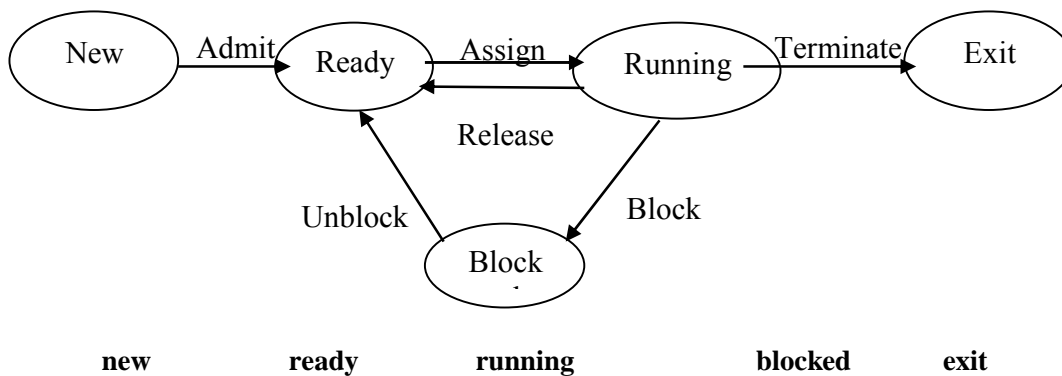 New Admit Ready Assign Running Terminate Exit
Release
Unblock Block
Block
new ready running blocked exit